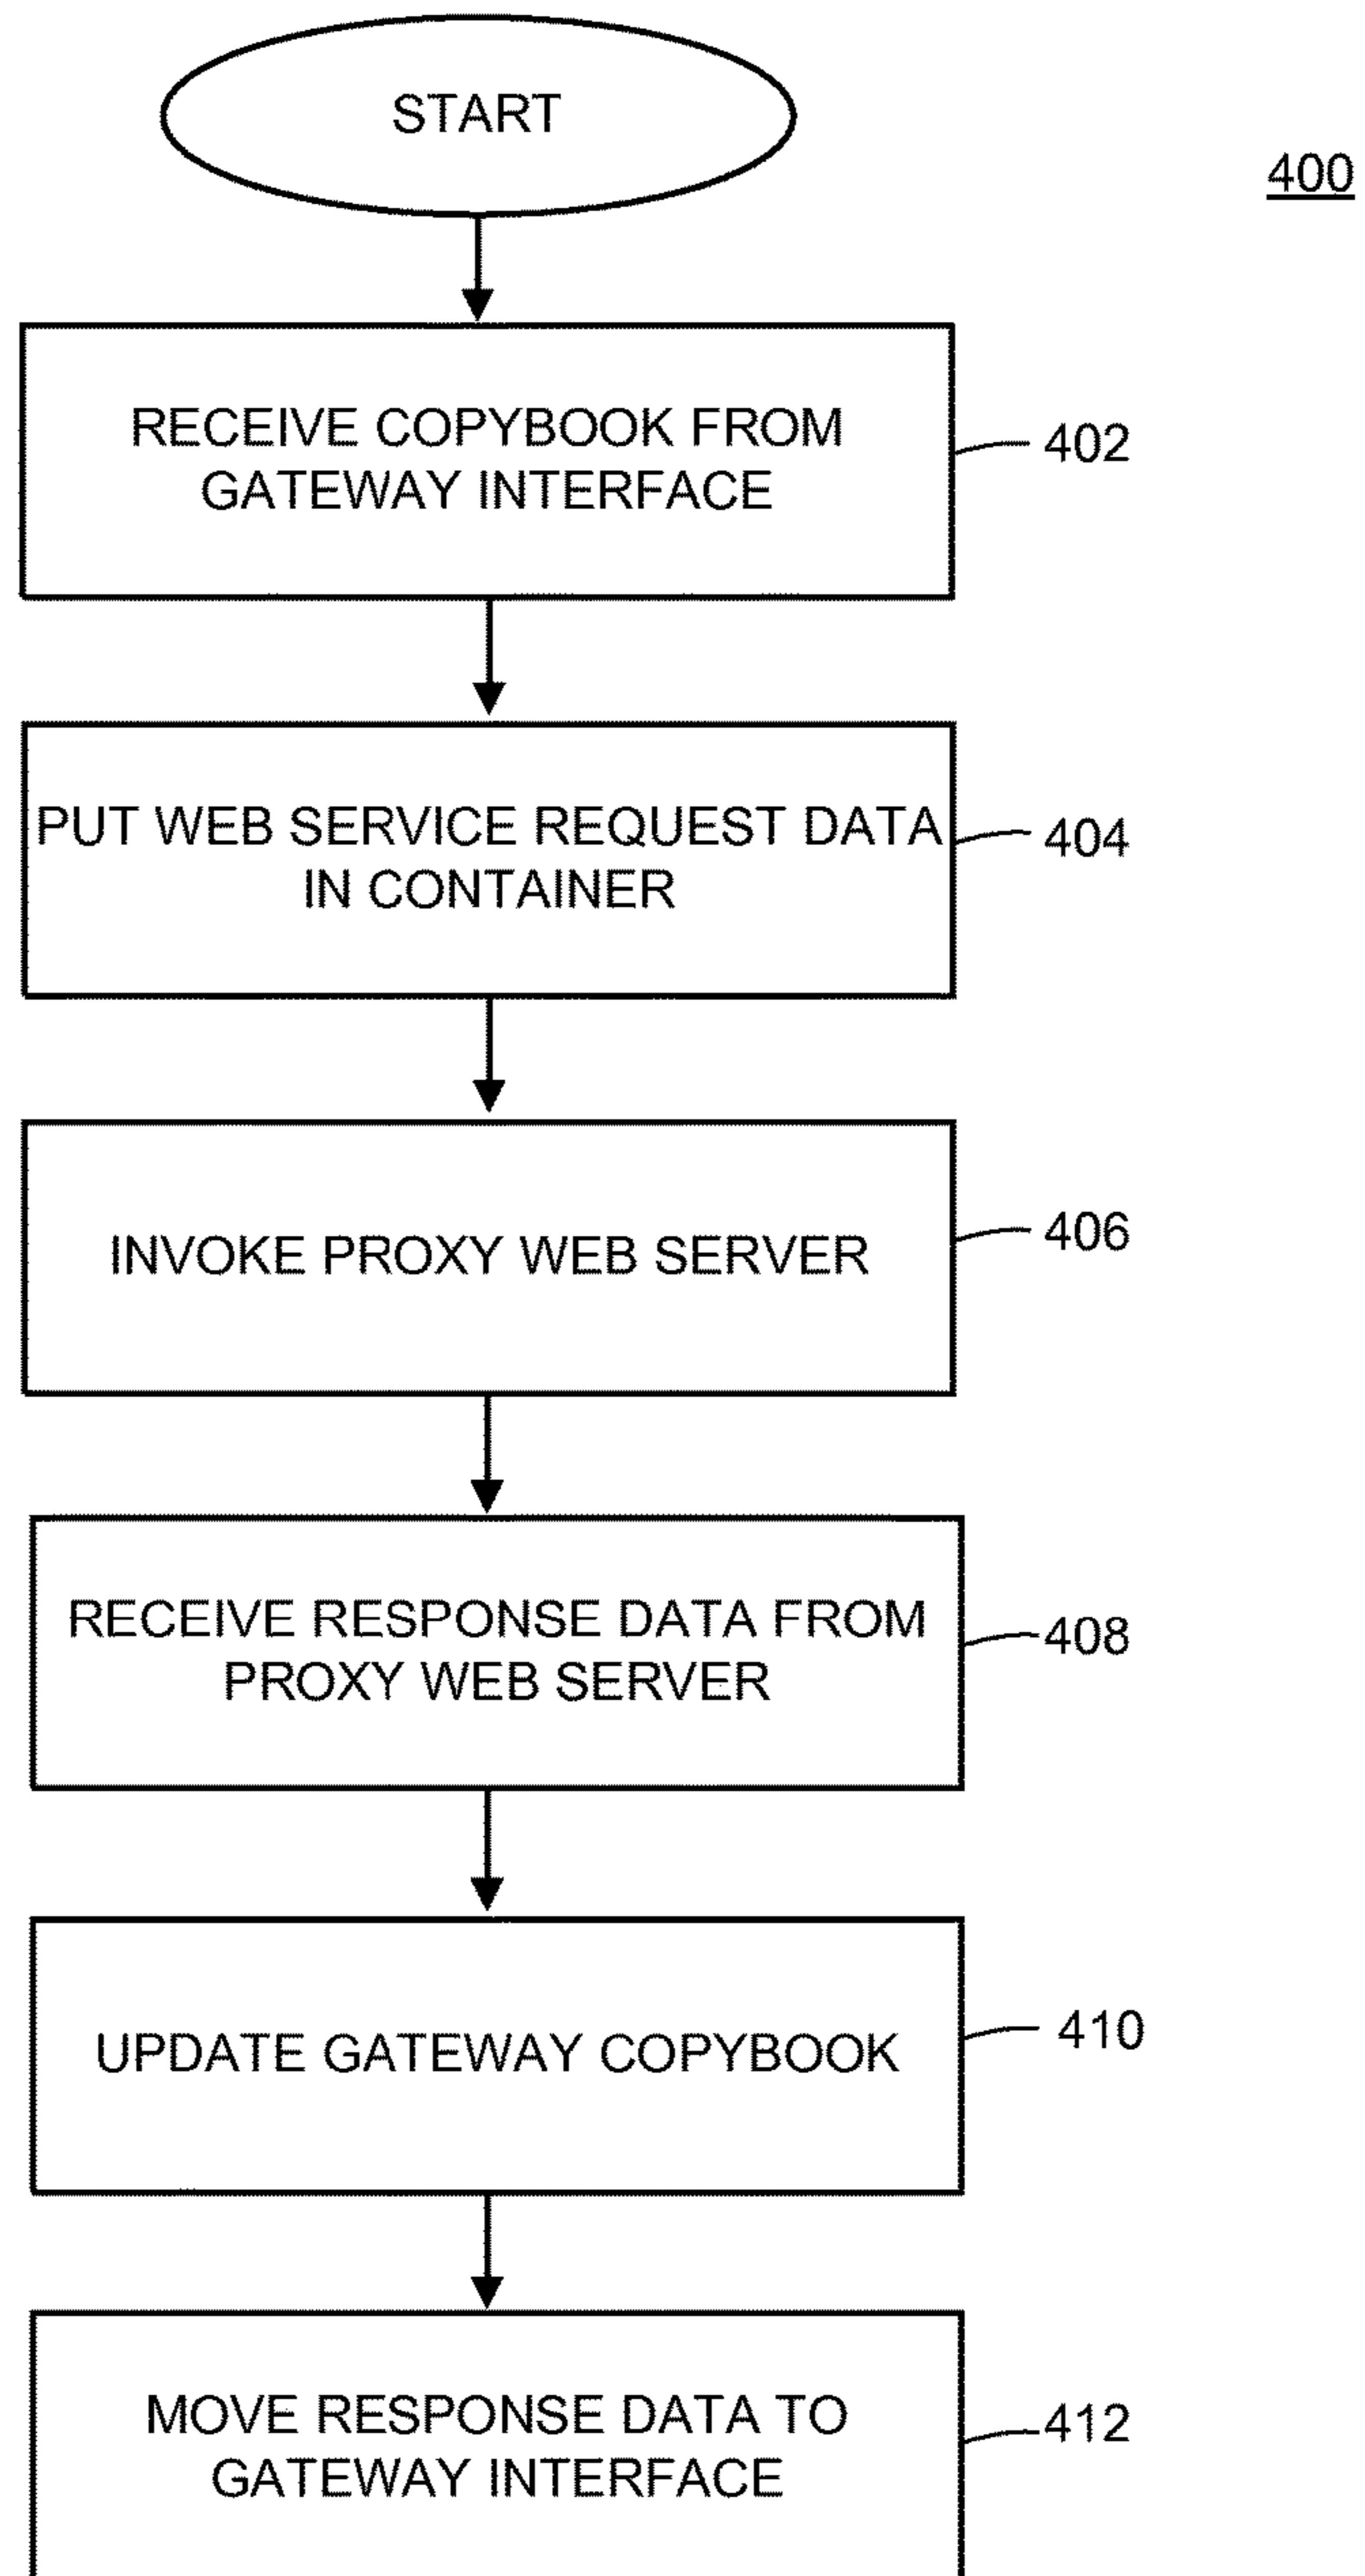 START
400
RECEIVE COPYBOOK FROM
GATEWAY INTERFACE
402
PUT WEB SERVICE REQUEST DATA
IN CONTAINER
404
INVOKE PROXY WEB SERVER
406
RECEIVE RESPONSE DATA FROM
PROXY WEB SERVER
408
UPDATE GATEWAY COPYBOOK
410
MOVE RESPONSE DATA TO
GATEWAY INTERFACE
412